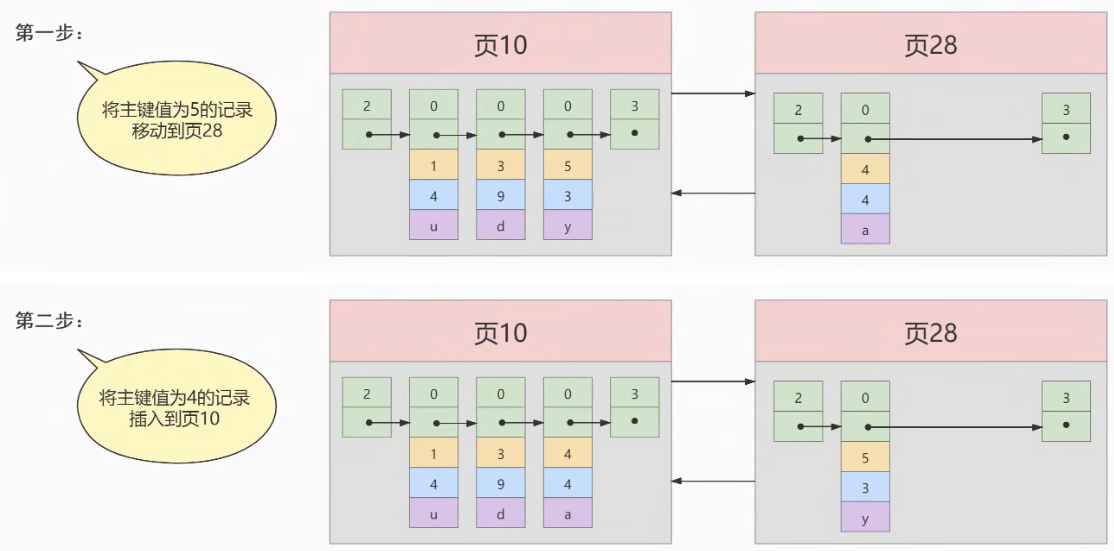 第一步：
将主键值为5的记录
移动到页28
页10
2 0 0 0 3
1 3 5
4 9 3
u d y
页28
2 0 3
4
4
a
第二步：
将主键值为4的记录
插入到页10
页10
2 0 0 0 3
1 3 4
4 9 4
u d a
页28
2 0 3
5
3
y